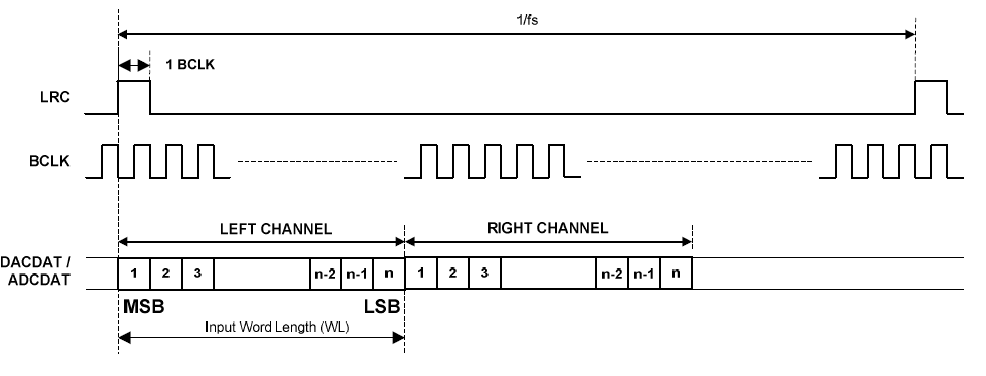 1/fs
1 BCLK
LRC
BCLK
LEFT CHANNEL RIGHT CHANNEL
DACDAT /
ADCDAT
1 2 3 n-2 n-1 n 1 2 3 n-2 n-1 n
MSB LSB
Input Word Length (WL)